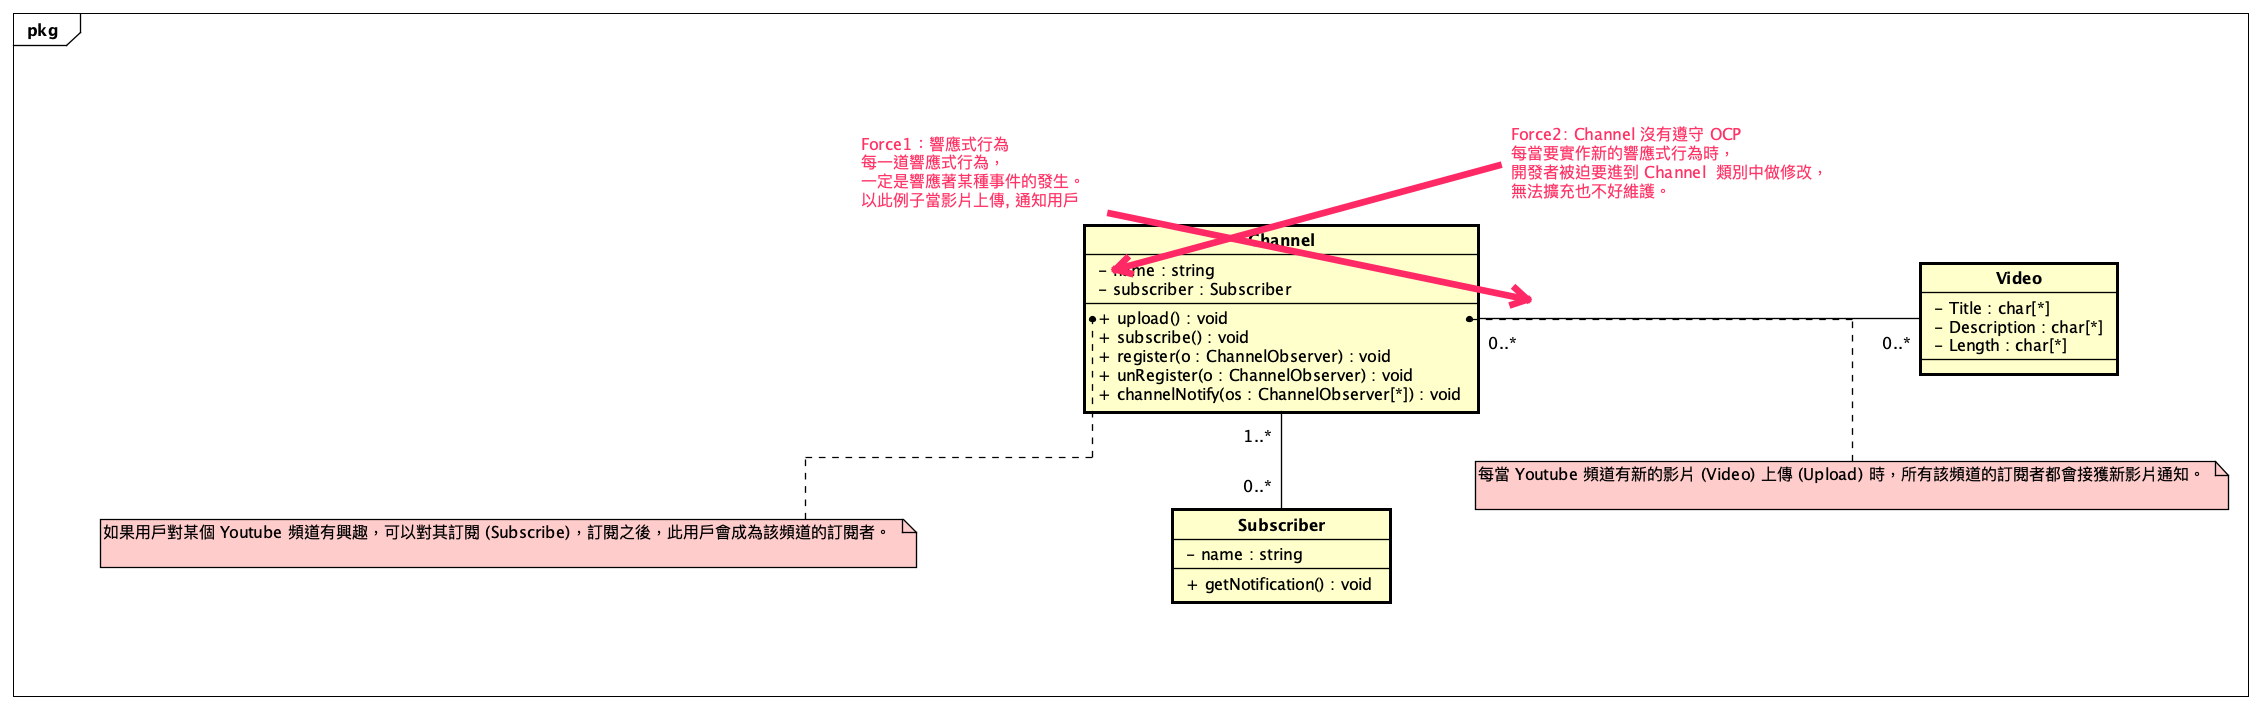 pkg
Force1：響應式行為
每一道響應式行為，
一定是響應著某種事件的發生。
以此例子當影片上傳, 通知用戶
Force2: Channel 沒有遵守 OCP
每當要實作新的響應式行為時，
開發者被迫要進到 Channel 類別中做修改，
無法擴充也不好維護。
Channel
- name : string
- subscriber : Subscriber
+ upload() : void
+ subscribe() : void
+ register(o : ChannelObserver) : void
+ unRegister(o : ChannelObserver) : void
+ channelNotify(os : ChannelObserver[*]) : void
Video
- Title : char[*]
- Description : char[*]
- Length : char[*]
0..*
0..*
1..*
0..*
每當 Youtube 頻道有新的影片 (Video) 上傳 (Upload) 時，所有該頻道的訂閱者都會接獲新影片通知。
如果用戶對某個 Youtube 頻道有興趣，可以對其訂閱 (Subscribe)，訂閱之後，此用戶會成為該頻道的訂閱者。
Subscriber
- name : string
+ getNotification() : void